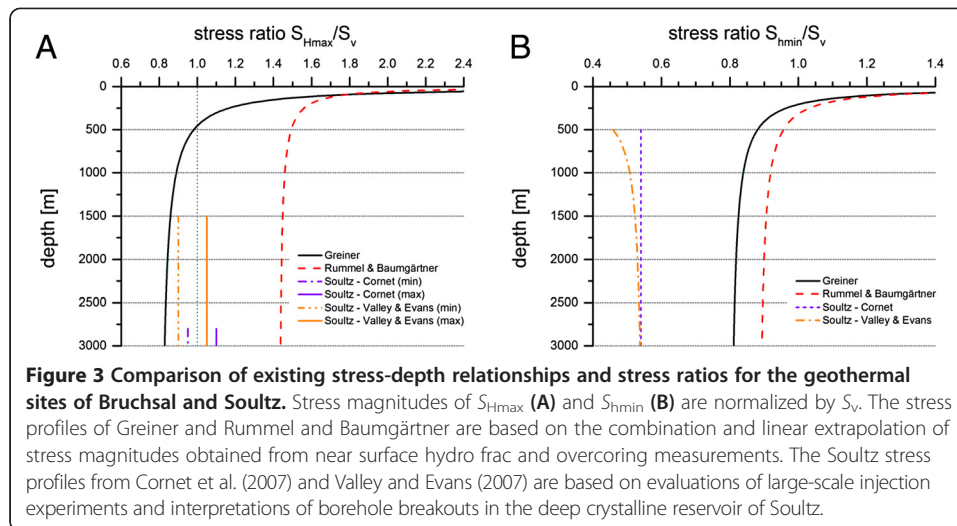 A
stress ratio SHmax/Sv
0.6 0.8 1.0 1.2 1.4 1.6 1.8 2.0 2.2 2.4
0
500
1000
1500
2000
2500
3000
depth [m]
Greiner
Rummel & Baumgärtner
Soultz - Cornet (min)
Soultz - Cornet (max)
Soultz - Valley & Evans (min)
Soultz - Valley & Evans (max)
B
stress ratio Shmin/Sv
0.4 0.6 0.8 1.0 1.2 1.4
0
500
1000
1500
2000
2500
3000
depth [m]
Greiner
Rummel & Baumgärtner
Soultz - Cornet
Soultz - Valley & Evans
Figure 3 Comparison of existing stress-depth relationships and stress ratios for the geothermal
sites of Bruchsal and Soultz. Stress magnitudes of SHmax (A) and Shmin (B) are normalized by Sv. The stress
profiles of Greiner and Rummel and Baumgärtner are based on the combination and linear extrapolation of
stress magnitudes obtained from near surface hydro frac and overcoring measurements. The Soultz stress
profiles from Cornet et al. (2007) and Valley and Evans (2007) are based on evaluations of large-scale injection
experiments and interpretations of borehole breakouts in the deep crystalline reservoir of Soultz.